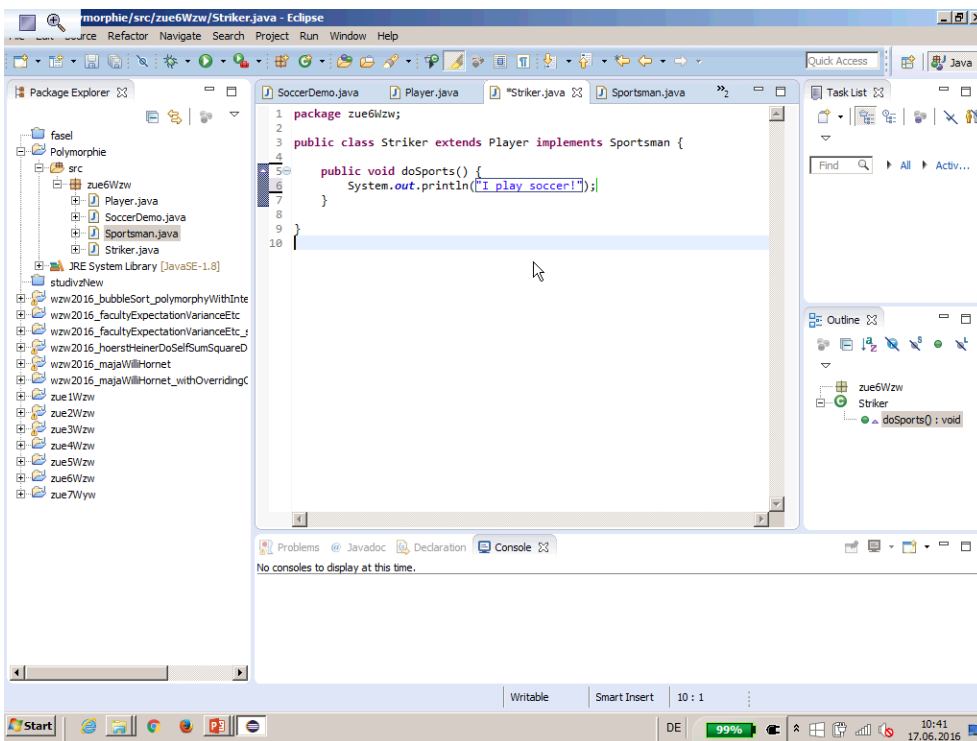 morphie/src/zue6Wzw/Striker.java - Eclipse
Source Refactor Navigate Search Project Run Window Help
Quick Access
Java
Package Explorer
fasel
Polymorphie
src
zue6Wzw
Player.java
SoccerDemo.java
Sportsman.java
Striker.java
JRE System Library [JavaSE-1.8]
studivzNew
wzw2016_bubbleSort_polymorphyWithInte
wzw2016_facultyExpectationVarianceEtc
wzw2016_facultyExpectationVarianceEtc_s
wzw2016_hoerstHeinerDoSelfSumSquareD
wzw2016_majaWilliHornet
wzw2016_majaWilliHornet_withOverridingC
zue1Wzw
zue2Wzw
zue3Wzw
zue4Wzw
zue5Wzw
zue6Wzw
zue7Wyw
SoccerDemo.java
Player.java
*Striker.java
Sportsman.java
»2
1 package zue6Wzw;
2
3 public class Striker extends Player implements Sportsman {
4
5 public void doSports() {
6 System.out.println("I play soccer!");
7 }
8
9 }
10
Task List
Find
All
Activ...
Outline
zue6Wzw
Striker
doSports() : void
Problems
@ Javadoc
Declaration
Console
No consoles to display at this time.
Writable
Smart Insert
10 : 1
Start
DE
99%
10:41
17.06.2016